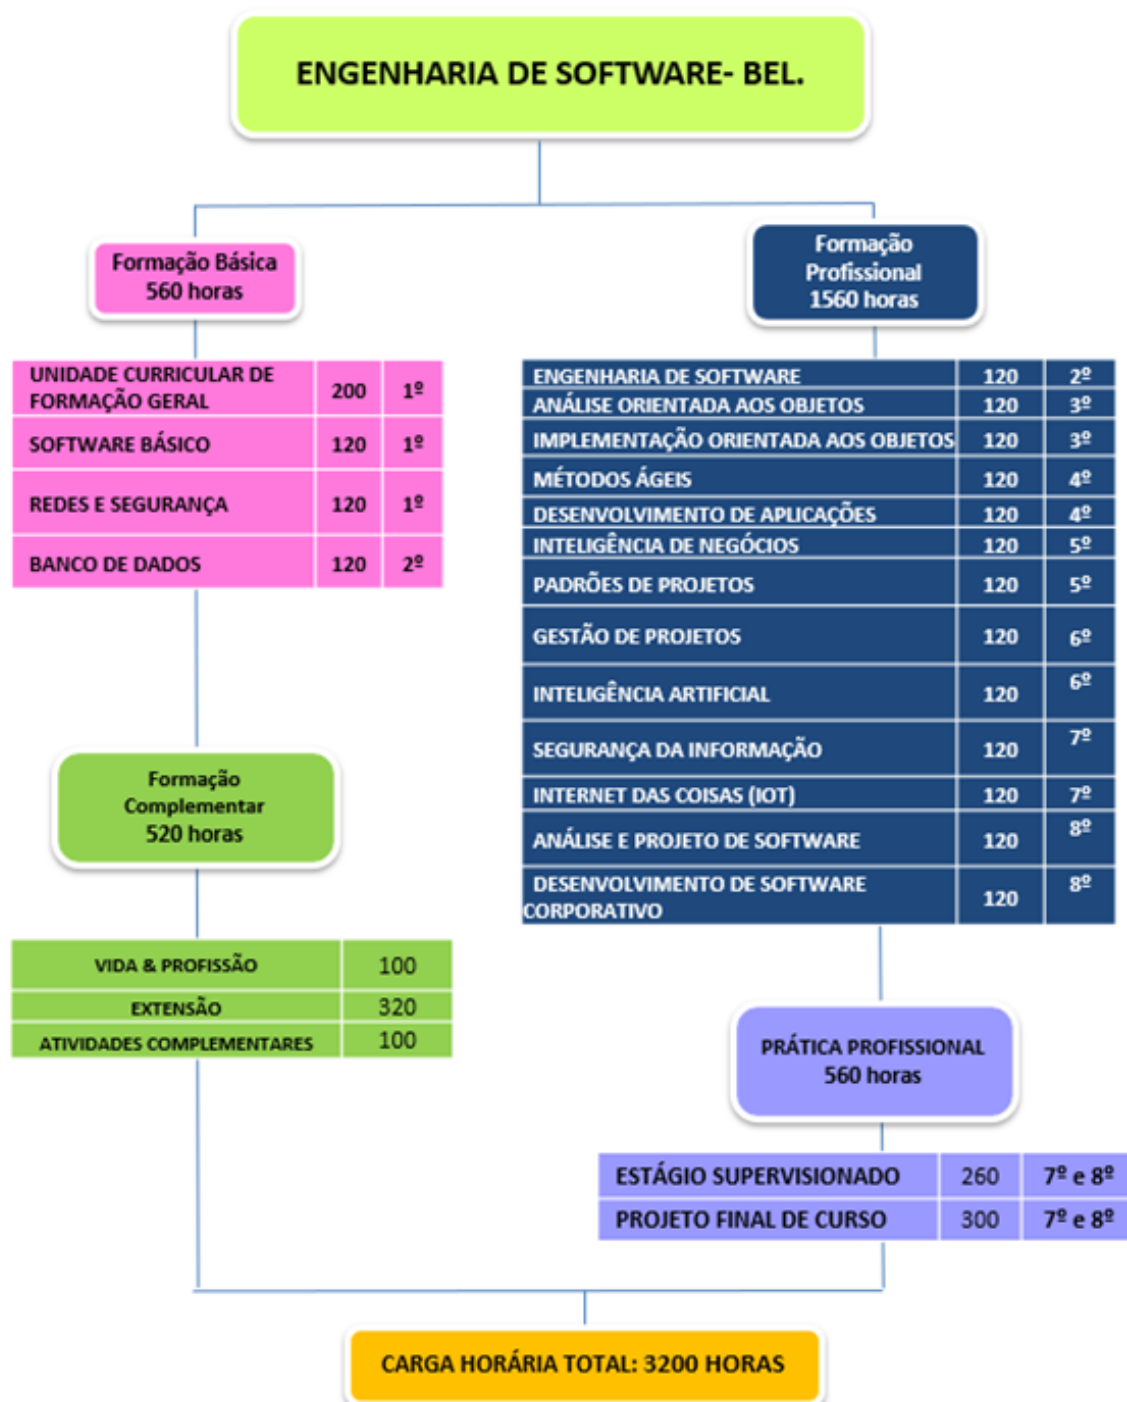 ENGENHARIA DE SOFTWARE- BEL.
Formação Básica
560 horas
UNIDADE CURRICULAR DE
FORMAÇÃO GERAL 200 1º
SOFTWARE BÁSICO 120 1º
REDES E SEGURANÇA 120 1º
BANCO DE DADOS 120 2º
Formação
Complementar
520 horas
VIDA & PROFISSÃO 100
EXTENSÃO 320
ATIVIDADES COMPLEMENTARES 100
Formação
Profissional
1560 horas
ENGENHARIA DE SOFTWARE 120 2º
ANÁLISE ORIENTADA AOS OBJETOS 120 3º
IMPLEMENTAÇÃO ORIENTADA AOS OBJETOS 120 3º
MÉTODOS ÁGEIS 120 4º
DESENVOLVIMENTO DE APLICAÇÕES 120 4º
INTELIGÊNCIA DE NEGÓCIOS 120 5º
PADRÕES DE PROJETOS 120 5º
GESTÃO DE PROJETOS 120 6º
INTELIGÊNCIA ARTIFICIAL 120 6º
SEGURANÇA DA INFORMAÇÃO 120 7º
INTERNET DAS COISAS (IOT) 120 7º
ANÁLISE E PROJETO DE SOFTWARE 120 8º
DESENVOLVIMENTO DE SOFTWARE
CORPORATIVO 120 8º
PRÁTICA PROFISSIONAL
560 horas
ESTÁGIO SUPERVISIONADO 260 7º e 8º
PROJETO FINAL DE CURSO 300 7º e 8º
CARGA HORÁRIA TOTAL: 3200 HORAS